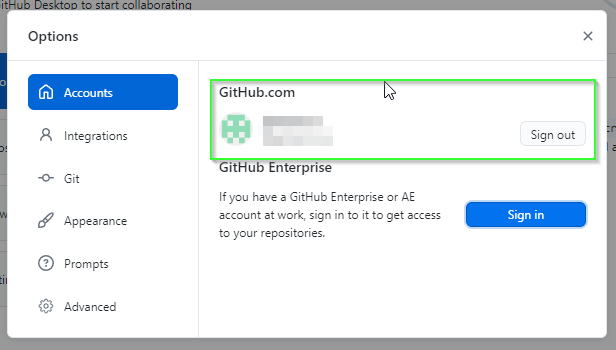 GitHub Desktop to start collaborating
Options
Accounts
Integrations
Git
Appearance
Prompts
Advanced
GitHub.com
Sign out
GitHub Enterprise
If you have a GitHub Enterprise or AE
account at work, sign in to it to get access
to your repositories.
Sign in